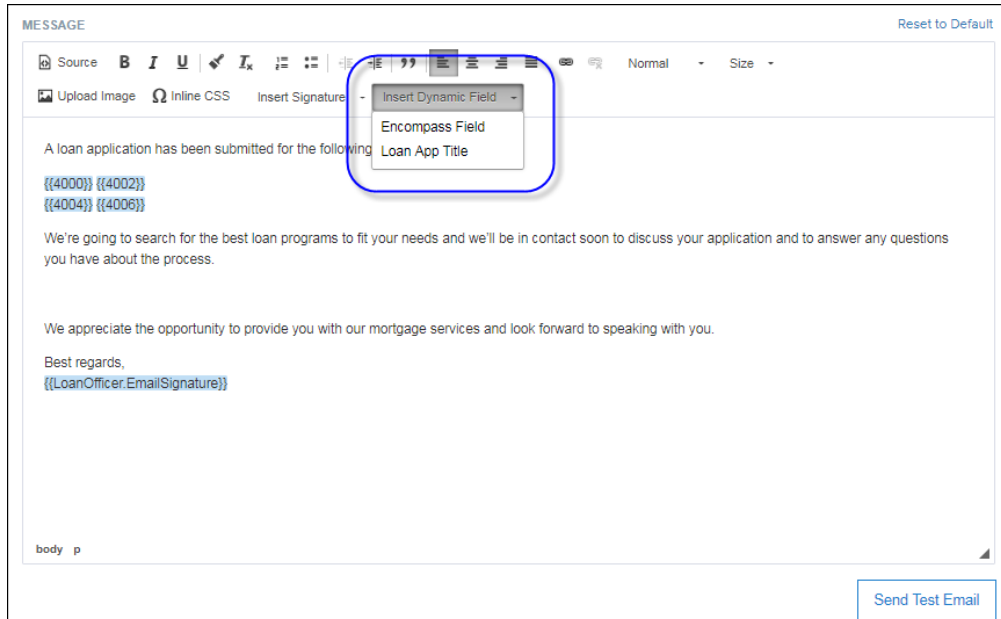 MESSAGE Reset to Default
Source B I U Ix Normal Size
Upload Image Ω Inline CSS Insert Signature Insert Dynamic Field
Encompass Field
A loan application has been submitted for the following Loan App Title
{{4000}} {{4002}}
{{4004}} {{4006}}
We're going to search for the best loan programs to fit your needs and we'll be in contact soon to discuss your application and to answer any questions
you have about the process.
We appreciate the opportunity to provide you with our mortgage services and look forward to speaking with you.
Best regards,
{{LoanOfficer.EmailSignature}}
body p
Send Test Email